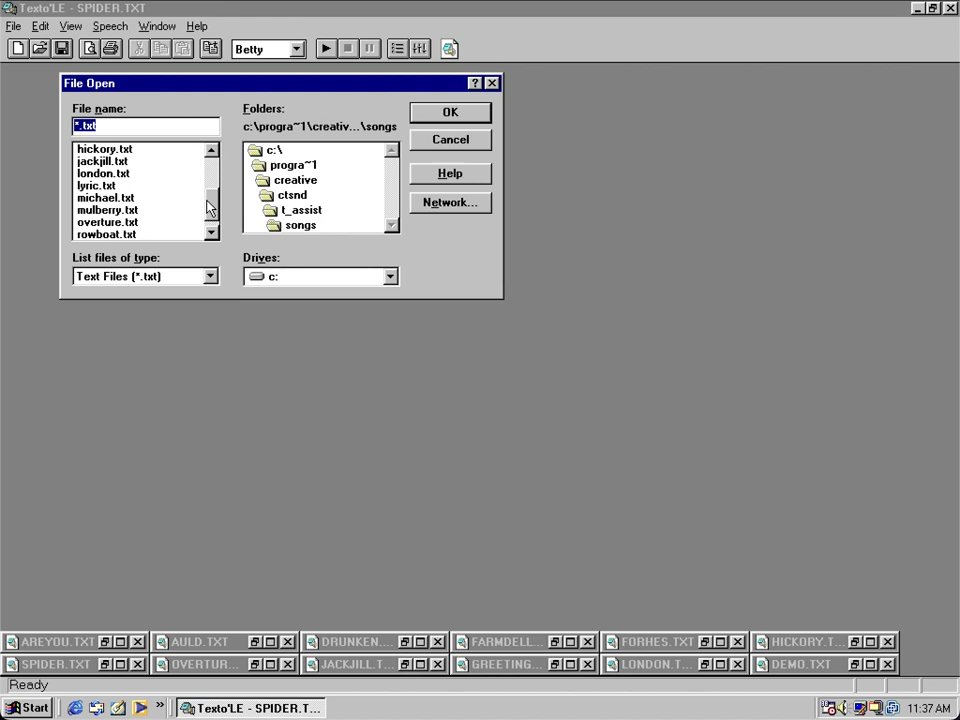 Texto'LE - SPIDER.TXT
File Edit View Speech Window Help
Betty
File Open
File name:
*.txt
hickory.txt
jackjill.txt
london.txt
lyric.txt
michael.txt
mulberry.txt
overture.txt
rowboat.txt
List files of type:
Text Files (*.txt)
Folders:
c:\progra~1\creativ...\songs
c:\
progra~1
creative
ctsnd
t_assist
songs
Drives:
c:
OK
Cancel
Help
Network...
AREYOU.TXT AULD.TXT DRUNKEN... FARMDELL... FORHES.TXT HICKORY.T...
SPIDER.TXT OVERTUR... JACKJILL.T... GREETING... LONDON.T... DEMO.TXT
Ready
Start Texto'LE - SPIDER.T... 11:37 AM